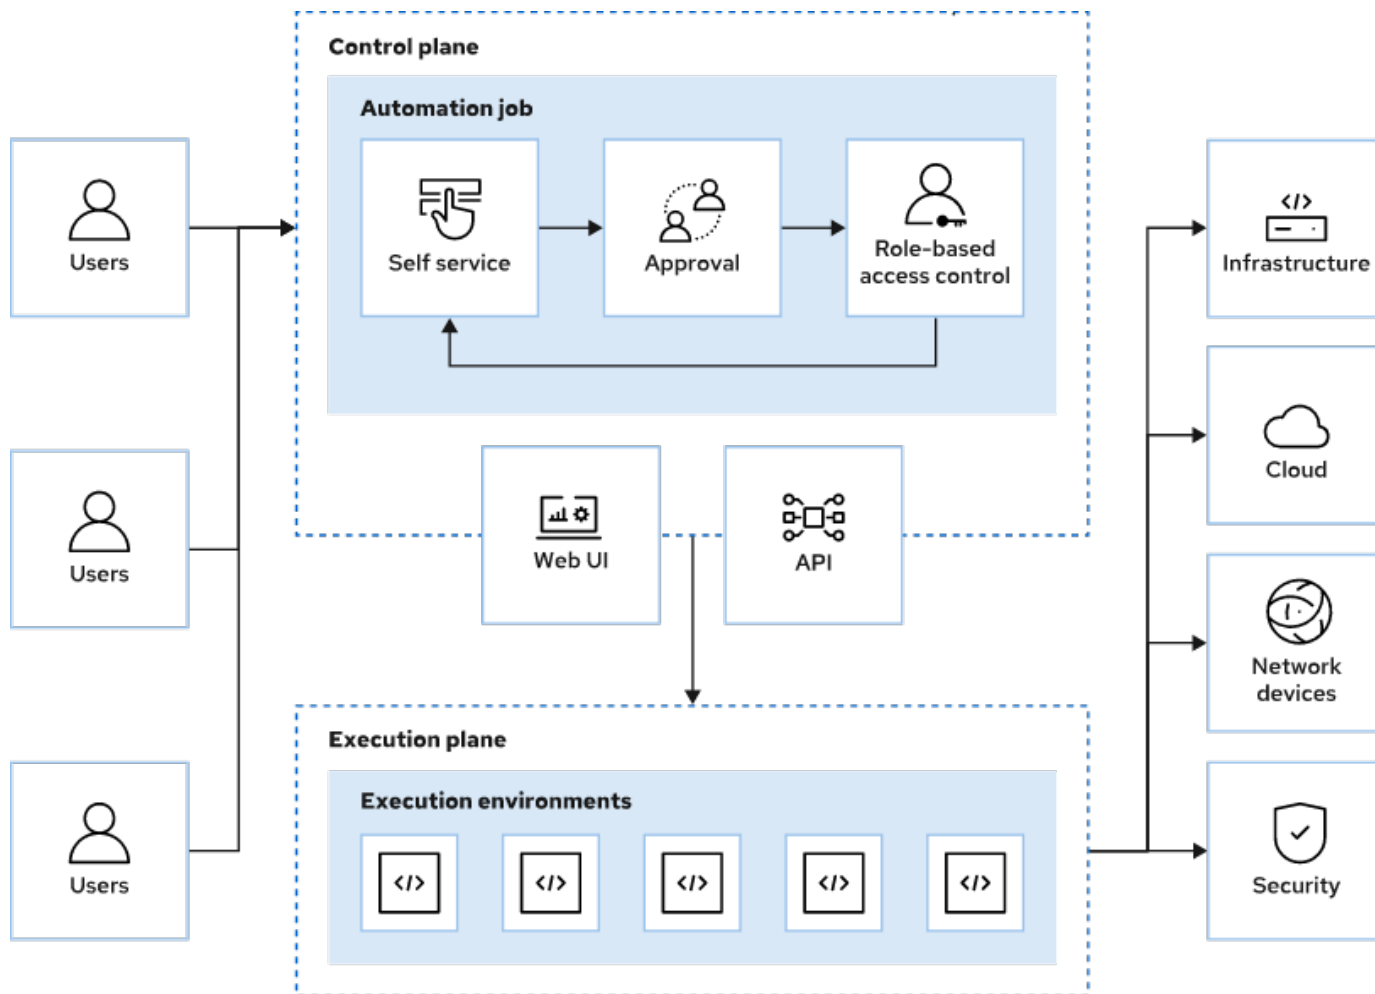 Control plane
Automation job
Users
Self service
Approval
Role-based
access control
Infrastructure
Users
Web UI
API
Cloud
Network
devices
Execution plane
Execution environments
Users
</>
</>
</>
</>
</>
Security
</>